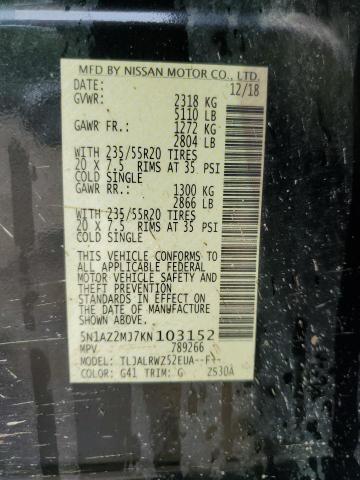 MFD BY NISSAN MOTOR CO., LTD.
DATE: 12/18
GVWR: 2318 KG
5110 LB
GAWR FR.: 1272 KG
2804 LB
WITH 235/55R20 TIRES
20 X 7.5 RIMS AT 35 PSI
COLD SINGLE
GAWR RR.: 1300 KG
2866 LB
WITH 235/55R20 TIRES
20 X 7.5 RIMS AT 35 PSI
COLD SINGLE
THIS VEHICLE CONFORMS TO
ALL APPLICABLE FEDERAL
MOTOR VEHICLE SAFETY
AND THEFT PREVENTION
STANDARDS IN EFFECT ON
THE DATE OF MANUFACTURE
SHOWN ABOVE.
5N1AZ2MJ7KN103152
MPV 789266
MODEL: TLJALRWZ52EUA--F--
COLOR: G41 TRIM: G ZS30A